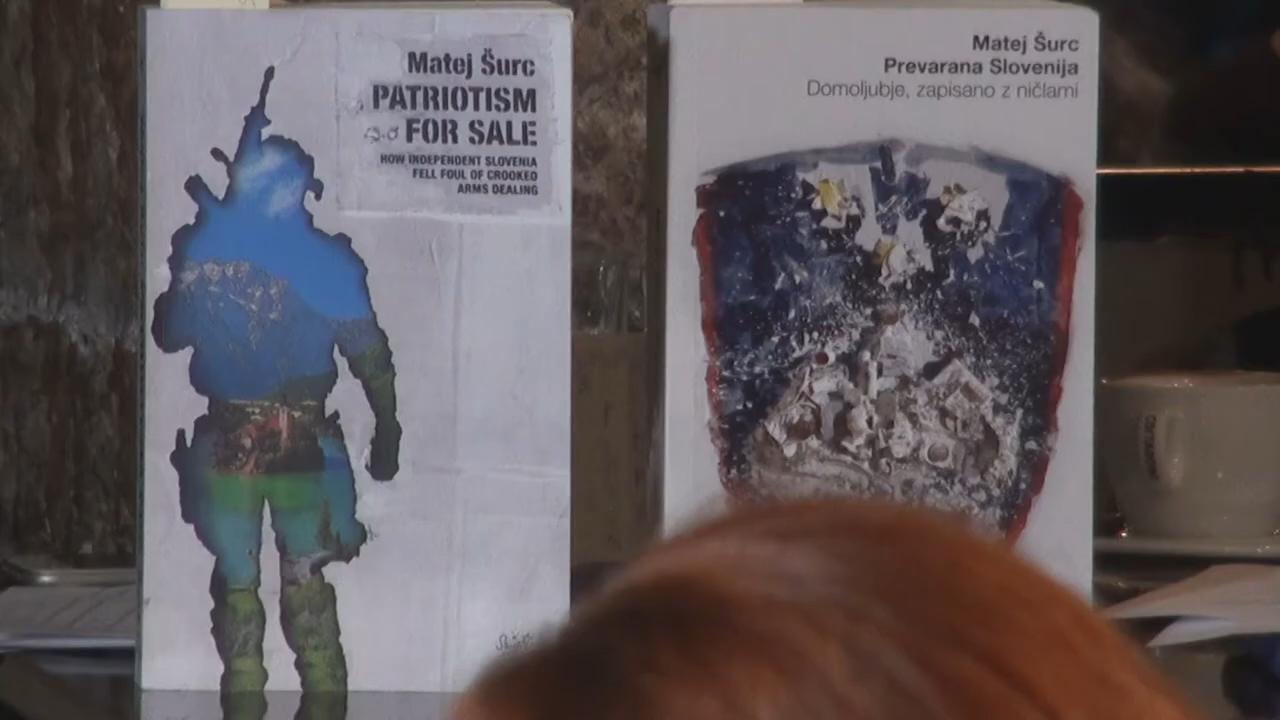 Matej Šurc
PATRIOTISM
FOR SALE
HOW INDEPENDENT SLOVENIA
FELL FOUL OF CROOKED
ARMS DEALING
Matej Šurc
Prevarana Slovenija
Domoljubje, zapisano z ničlami